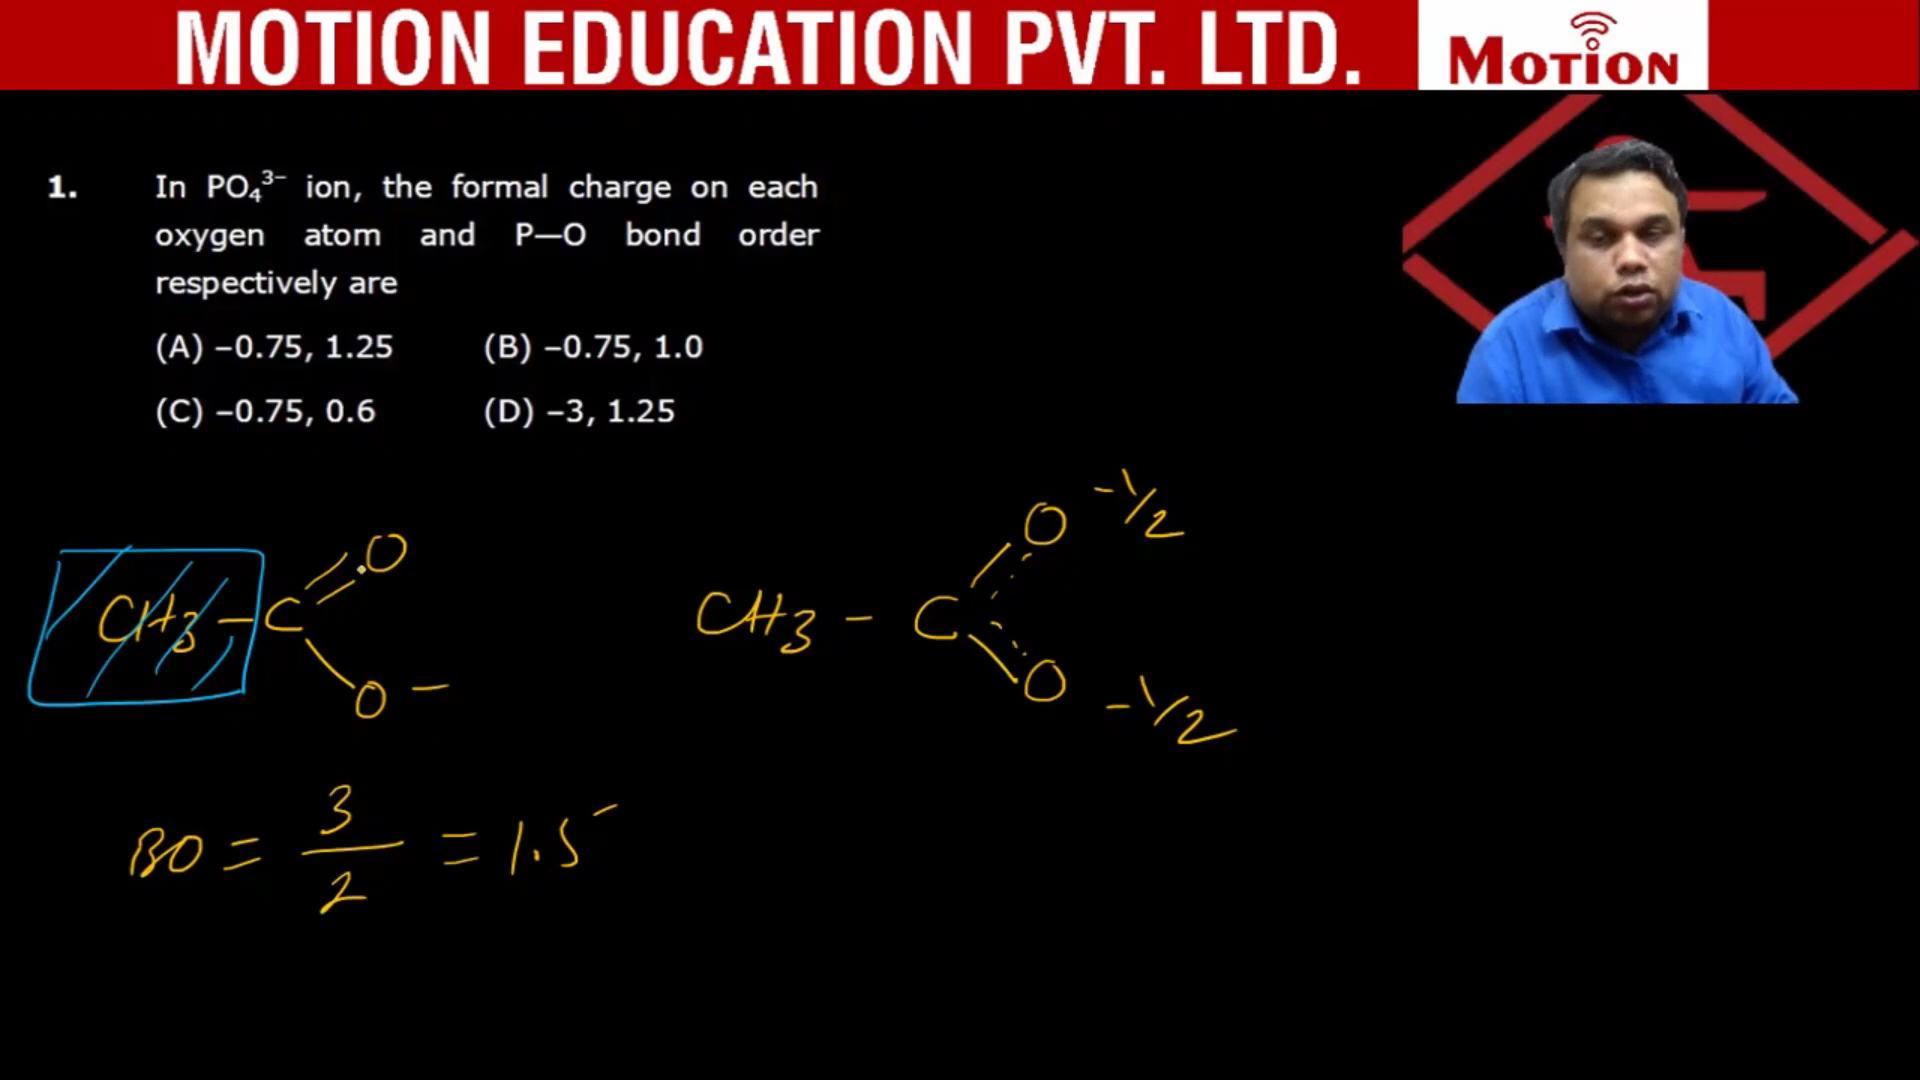 MOTION EDUCATION PVT. LTD.
MOTION
1. In PO₄³⁻ ion, the formal charge on each
oxygen atom and P—O bond order
respectively are
(A) –0.75, 1.25 (B) –0.75, 1.0
(C) –0.75, 0.6 (D) –3, 1.25
O
CH3 – C
O –
O -1/2
CH3 – C
O -1/2
BO = 3/2 = 1.5